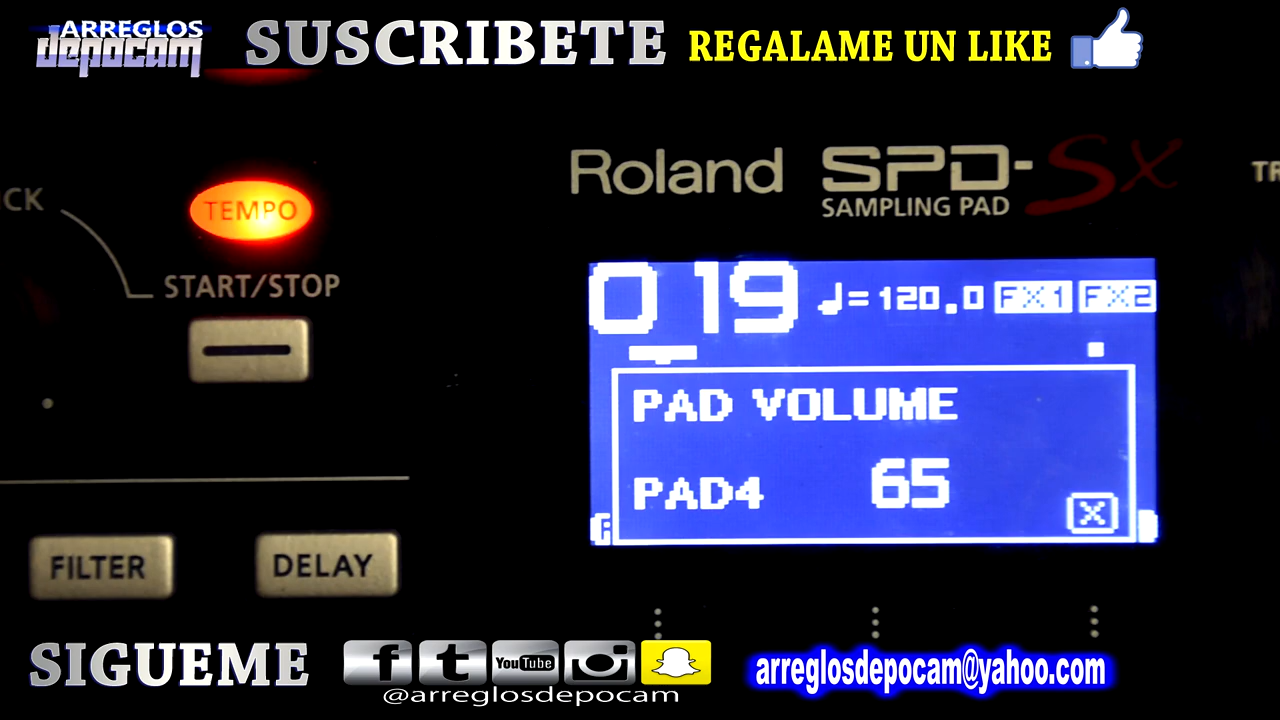 ARREGLOS
depocam
SUSCRIBETE
REGALAME UN LIKE
CK
TEMPO
START/STOP
FILTER
DELAY
Roland
SPD-SX
SAMPLING PAD
TR
019
= 120.0
FX1
FX2
PAD VOLUME
PAD4 65
X
SIGUEME
f
t
YouTube
@arreglosdepocam
arreglosdepocam@yahoo.com